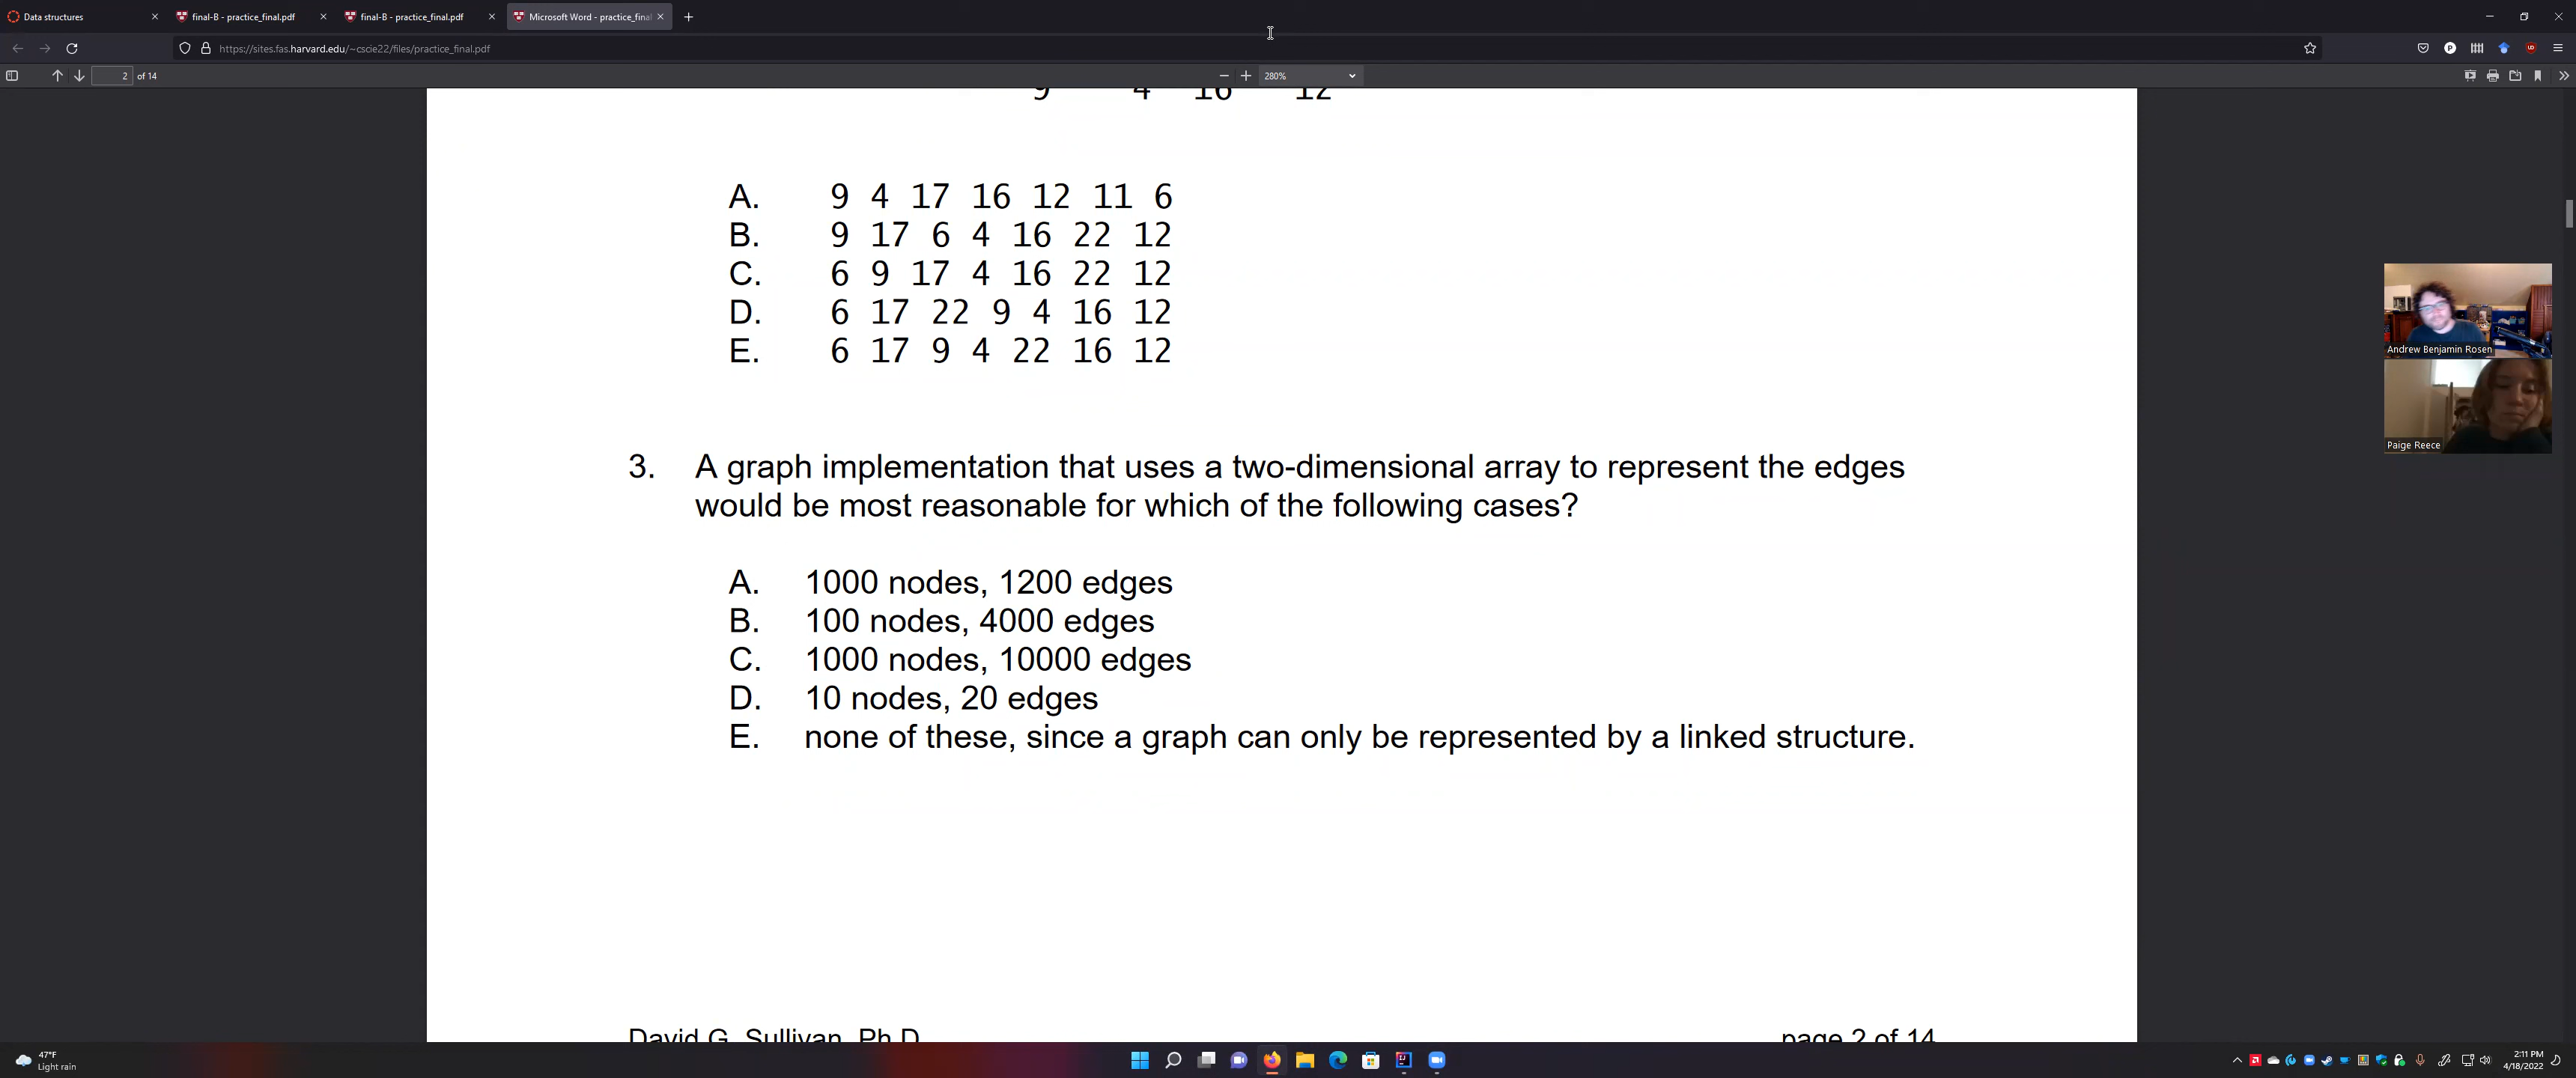 Data structures
final-B - practice_final.pdf
final-B - practice_final.pdf
Microsoft Word - practice_final
https://sites.fas.harvard.edu/~cscie22/files/practice_final.pdf
2 of 14
280%
9 4 16 12
A. 9 4 17 16 12 11 6
B. 9 17 6 4 16 22 12
C. 6 9 17 4 16 22 12
D. 6 17 22 9 4 16 12
E. 6 17 9 4 22 16 12
Andrew Benjamin Rosen
Paige Reece
3. A graph implementation that uses a two-dimensional array to represent the edges
would be most reasonable for which of the following cases?
A. 1000 nodes, 1200 edges
B. 100 nodes, 4000 edges
C. 1000 nodes, 10000 edges
D. 10 nodes, 20 edges
E. none of these, since a graph can only be represented by a linked structure.
David G. Sullivan, Ph.D. page 2 of 14
47°F
Light rain
2:11 PM
4/18/2022